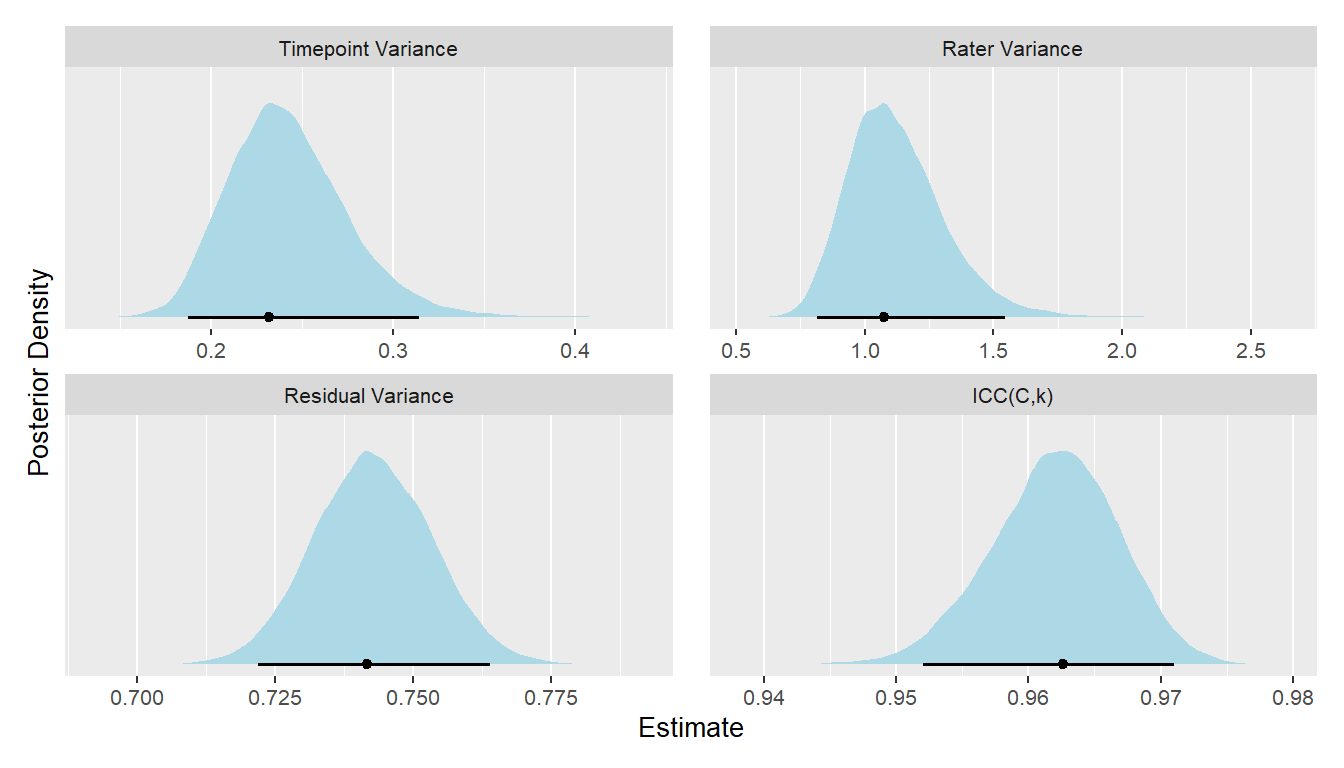 Timepoint Variance
Rater Variance
0.2 0.3 0.4
0.5 1.0 1.5 2.0 2.5
Residual Variance
ICC(C,k)
0.700 0.725 0.750 0.775
0.94 0.95 0.96 0.97 0.98
Posterior Density
Estimate